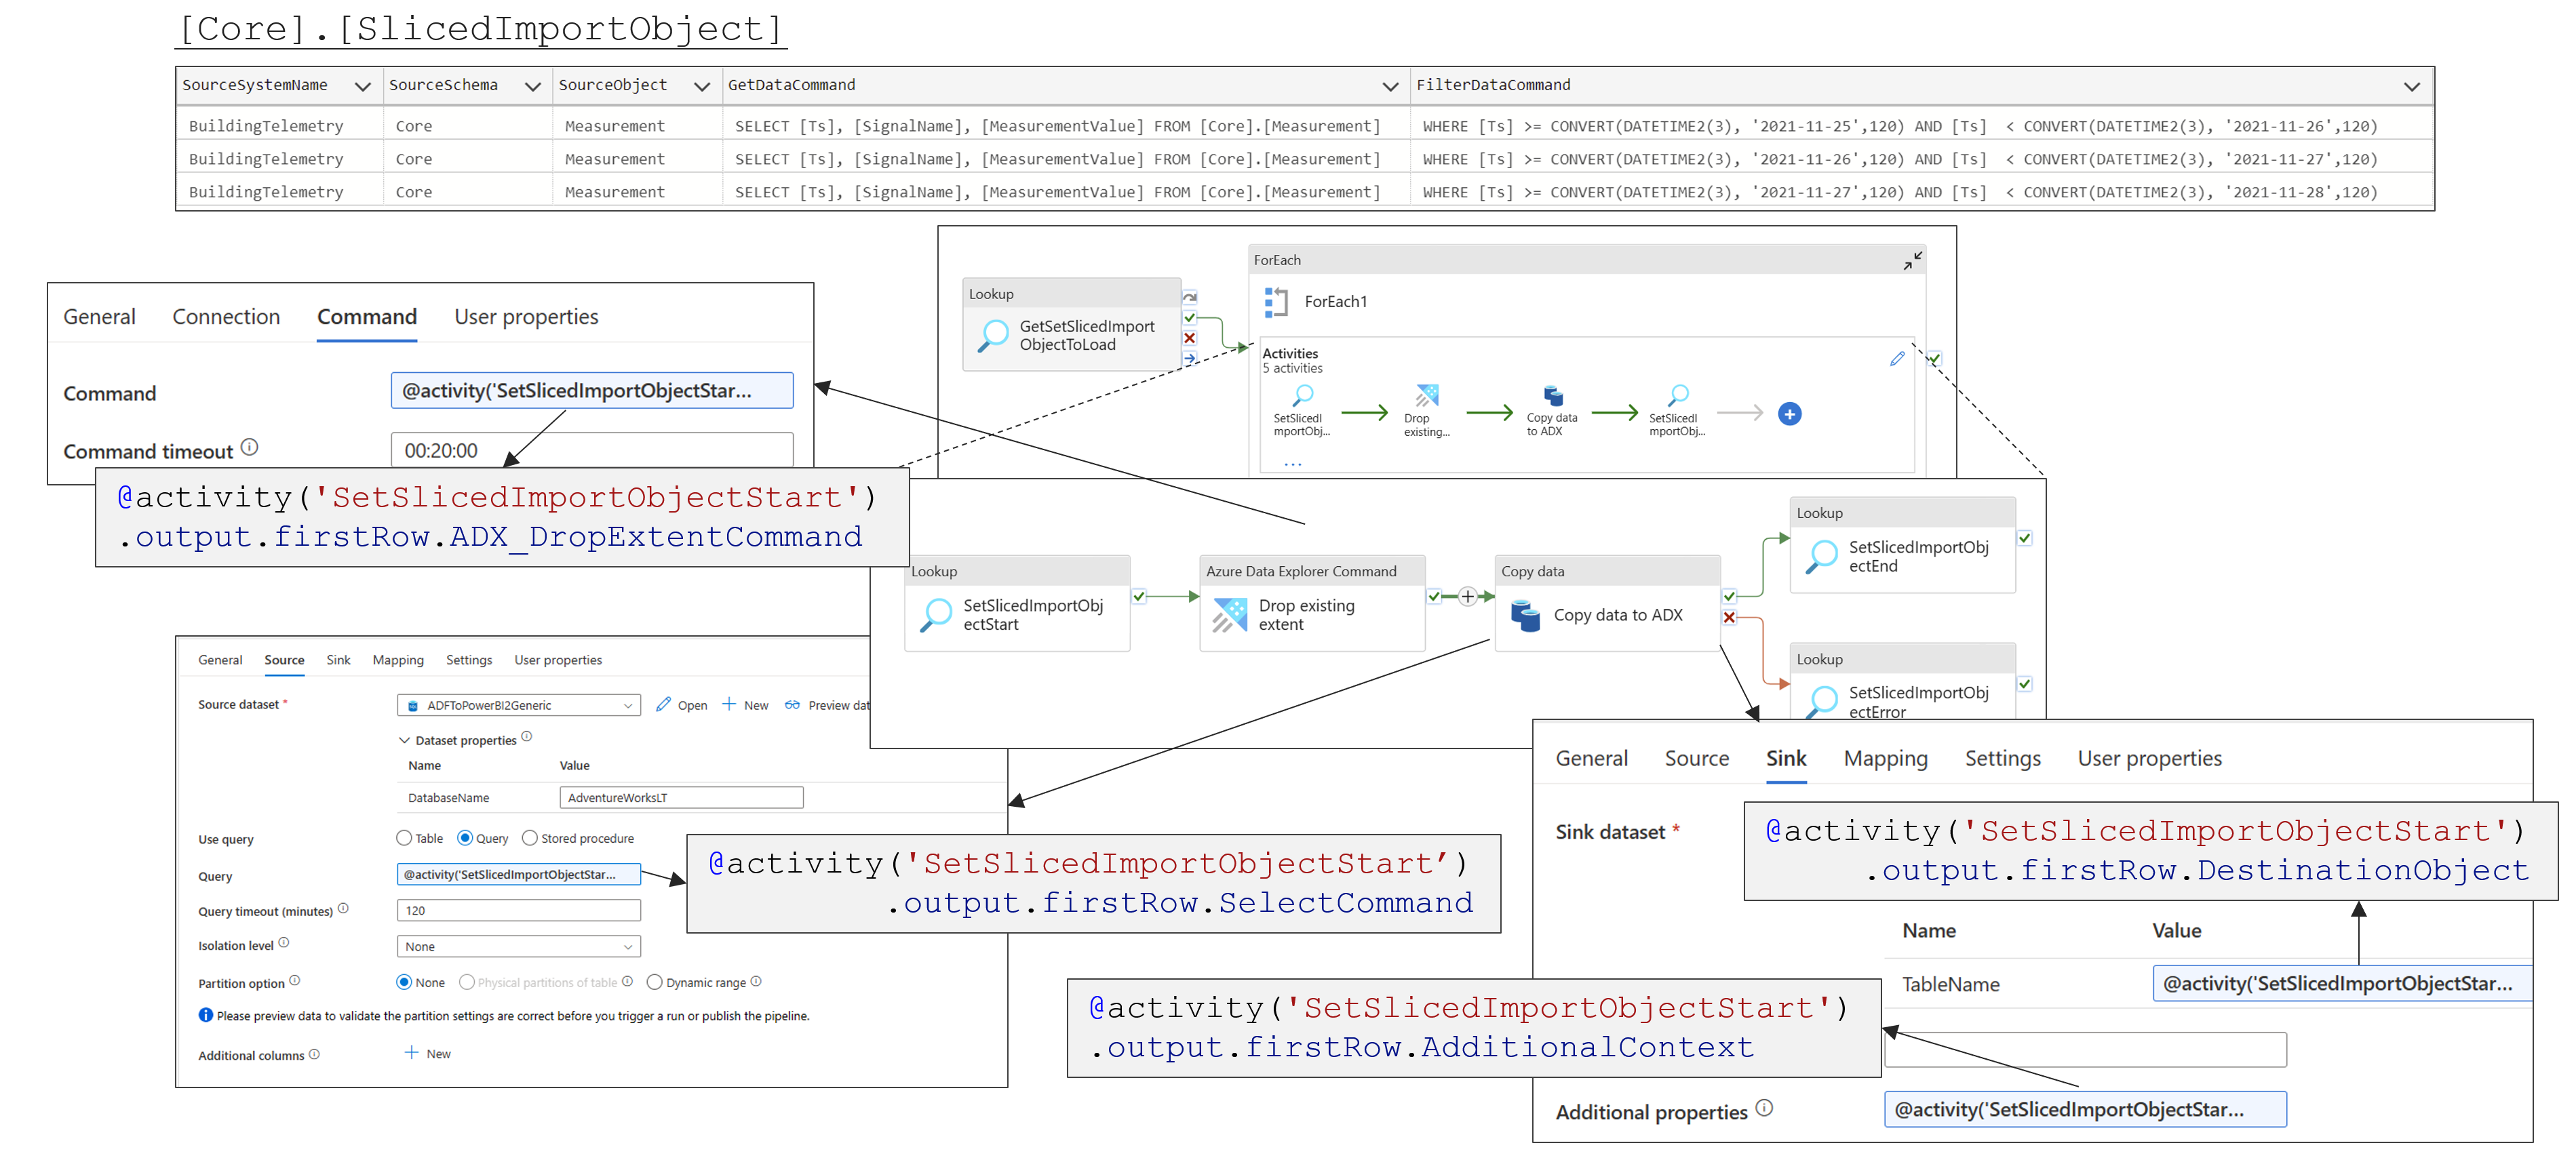 [Core].[SlicedImportObject]
SourceSystemName SourceSchema SourceObject GetDataCommand FilterDataCommand
BuildingTelemetry Core Measurement SELECT [Ts], [SignalName], [MeasurementValue] FROM [Core].[Measurement] WHERE [Ts] >= CONVERT(DATETIME2(3), '2021-11-25',120) AND [Ts]  < CONVERT(DATETIME2(3), '2021-11-26',120)
BuildingTelemetry Core Measurement SELECT [Ts], [SignalName], [MeasurementValue] FROM [Core].[Measurement] WHERE [Ts] >= CONVERT(DATETIME2(3), '2021-11-26',120) AND [Ts]  < CONVERT(DATETIME2(3), '2021-11-27',120)
BuildingTelemetry Core Measurement SELECT [Ts], [SignalName], [MeasurementValue] FROM [Core].[Measurement] WHERE [Ts] >= CONVERT(DATETIME2(3), '2021-11-27',120) AND [Ts]  < CONVERT(DATETIME2(3), '2021-11-28',120)
Lookup
GetSetSlicedImport
ObjectToLoad
ForEach
ForEach1
Activities
5 activities
SetSlicedI
mportObj...
Drop
existing...
Copy data
to ADX
SetSlicedI
mportObj...
...
General Connection Command User properties
Command @activity('SetSlicedImportObjectStar...
Command timeout 00:20:00
@activity('SetSlicedImportObjectStart')
.output.firstRow.ADX_DropExtentCommand
Lookup
SetSlicedImportObj
ectStart
Azure Data Explorer Command
Drop existing
extent
Copy data
Copy data to ADX
Lookup
SetSlicedImportObj
ectEnd
Lookup
SetSlicedImportObj
ectError
General Source Sink Mapping Settings User properties
Source dataset * ADFToPowerBI2Generic Open New Preview dat
Dataset properties
Name Value
DatabaseName AdventureWorksLT
Use query Table Query Stored procedure
Query @activity('SetSlicedImportObjectStar...
Query timeout (minutes) 120
Isolation level None
Partition option None Physical partitions of table Dynamic range
Please preview data to validate the partition settings are correct before you trigger a run or publish the pipeline.
Additional columns New
@activity('SetSlicedImportObjectStart’)
.output.firstRow.SelectCommand
General Source Sink Mapping Settings User properties
Sink dataset *
@activity('SetSlicedImportObjectStart')
.output.firstRow.DestinationObject
Name Value
TableName @activity('SetSlicedImportObjectStar...
@activity('SetSlicedImportObjectStart')
.output.firstRow.AdditionalContext
Additional properties @activity('SetSlicedImportObjectStar...